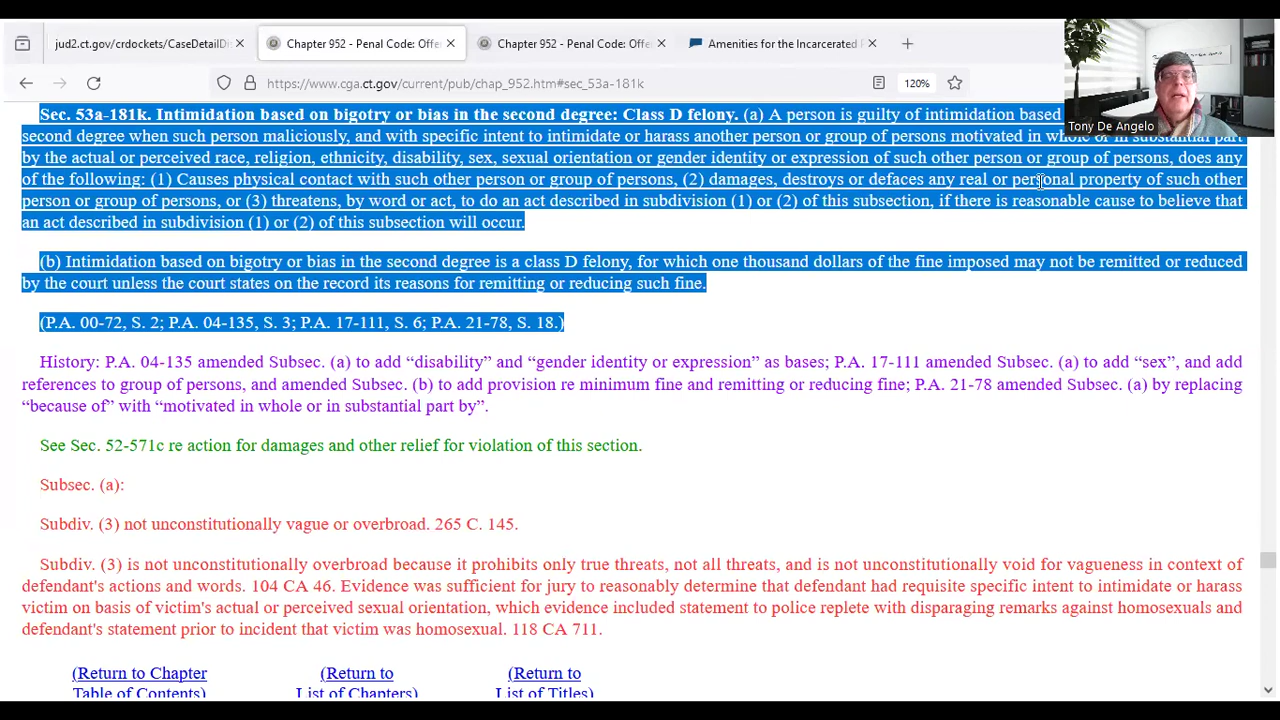 jud2.ct.gov/crdockets/CaseDetailDi
Chapter 952 - Penal Code: Offe
Chapter 952 - Penal Code: Offe
Amenities for the Incarcerated P
https://www.cga.ct.gov/current/pub/chap_952.htm#sec_53a-181k
120%
Tony De Angelo
Sec. 53a-181k. Intimidation based on bigotry or bias in the second degree: Class D felony. (a) A person is guilty of intimidation based
second degree when such person maliciously, and with specific intent to intimidate or harass another person or group of persons motivated in whole or in substantial part
by the actual or perceived race, religion, ethnicity, disability, sex, sexual orientation or gender identity or expression of such other person or group of persons, does any
of the following: (1) Causes physical contact with such other person or group of persons, (2) damages, destroys or defaces any real or personal property of such other
person or group of persons, or (3) threatens, by word or act, to do an act described in subdivision (1) or (2) of this subsection, if there is reasonable cause to believe that
an act described in subdivision (1) or (2) of this subsection will occur.
(b) Intimidation based on bigotry or bias in the second degree is a class D felony, for which one thousand dollars of the fine imposed may not be remitted or reduced
by the court unless the court states on the record its reasons for remitting or reducing such fine.
(P.A. 00-72, S. 2; P.A. 04-135, S. 3; P.A. 17-111, S. 6; P.A. 21-78, S. 18.)
History: P.A. 04-135 amended Subsec. (a) to add “disability” and “gender identity or expression” as bases; P.A. 17-111 amended Subsec. (a) to add “sex”, and add
references to group of persons, and amended Subsec. (b) to add provision re minimum fine and remitting or reducing fine; P.A. 21-78 amended Subsec. (a) by replacing
“because of” with “motivated in whole or in substantial part by”.
See Sec. 52-571c re action for damages and other relief for violation of this section.
Subsec. (a):
Subdiv. (3) not unconstitutionally vague or overbroad. 265 C. 145.
Subdiv. (3) is not unconstitutionally overbroad because it prohibits only true threats, not all threats, and is not unconstitutionally void for vagueness in context of
defendant's actions and words. 104 CA 46. Evidence was sufficient for jury to reasonably determine that defendant had requisite specific intent to intimidate or harass
victim on basis of victim's actual or perceived sexual orientation, which evidence included statement to police replete with disparaging remarks against homosexuals and
defendant's statement prior to incident that victim was homosexual. 118 CA 711.
(Return to Chapter
Table of Contents)
(Return to
List of Chapters)
(Return to
List of Titles)